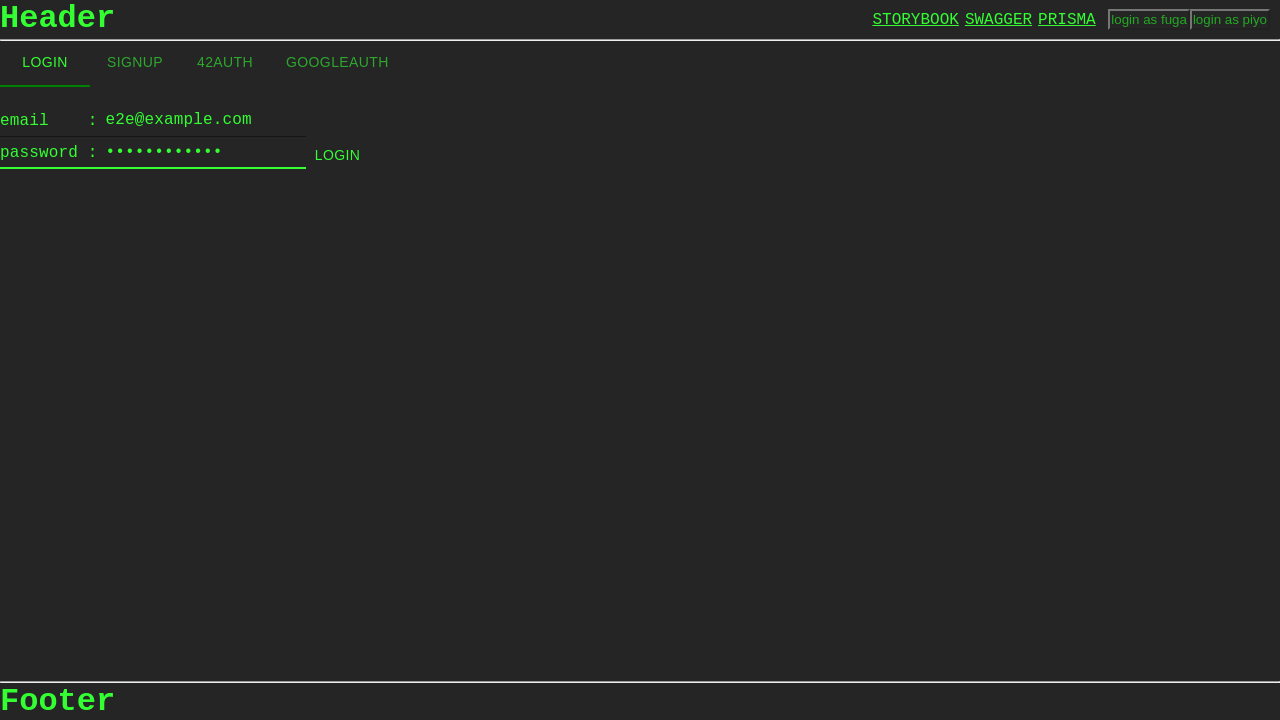 Header STORYBOOK SWAGGER PRISMA login as fuga login as piyo
LOGIN SIGNUP 42AUTH GOOGLEAUTH
email : e2e@example.com
password : •••••••••••• LOGIN
Footer